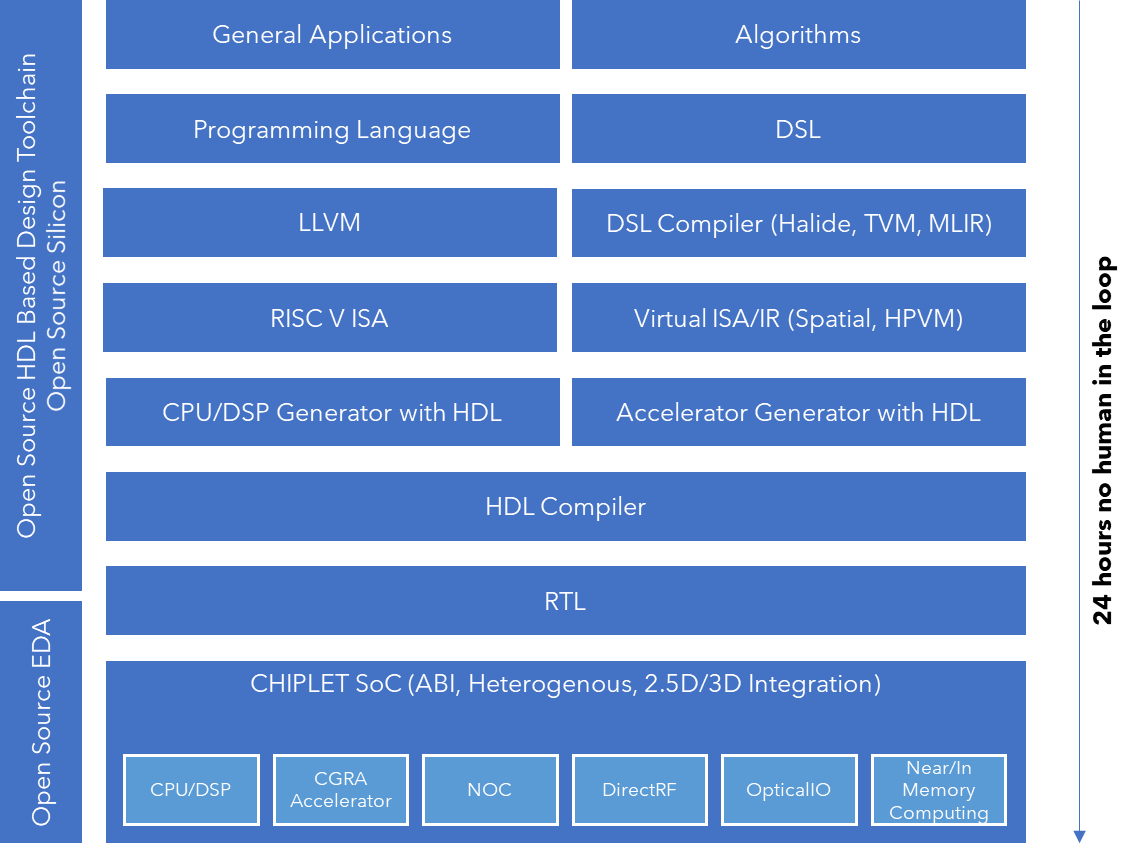 Open Source HDL Based Design Toolchain
Open Source Silicon
Open Source EDA
General Applications
Algorithms
Programming Language
DSL
LLVM
DSL Compiler (Halide, TVM, MLIR)
RISC V ISA
Virtual ISA/IR (Spatial, HPVM)
CPU/DSP Generator with HDL
Accelerator Generator with HDL
HDL Compiler
RTL
CHIPLET SoC (ABI, Heterogenous, 2.5D/3D Integration)
CPU/DSP
CGRA
Accelerator
NOC
DirectRF
OpticalIO
Near/In
Memory
Computing
24 hours no human in the loop